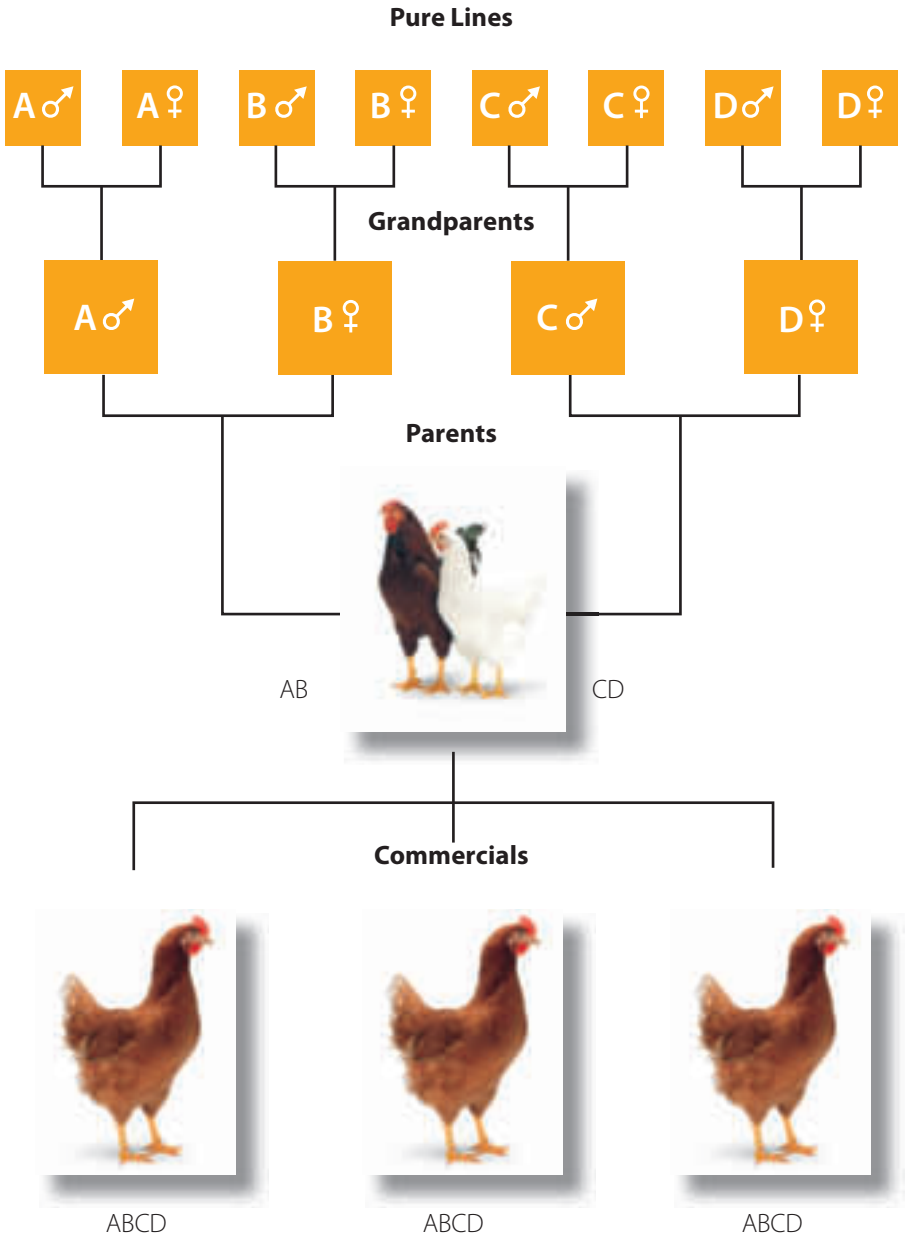 Pure Lines
A♂ A♀ B♂ B♀ C♂ C♀ D♂ D♀
Grandparents
A♂ B♀ C♂ D♀
Parents
AB CD
Commercials
ABCD ABCD ABCD